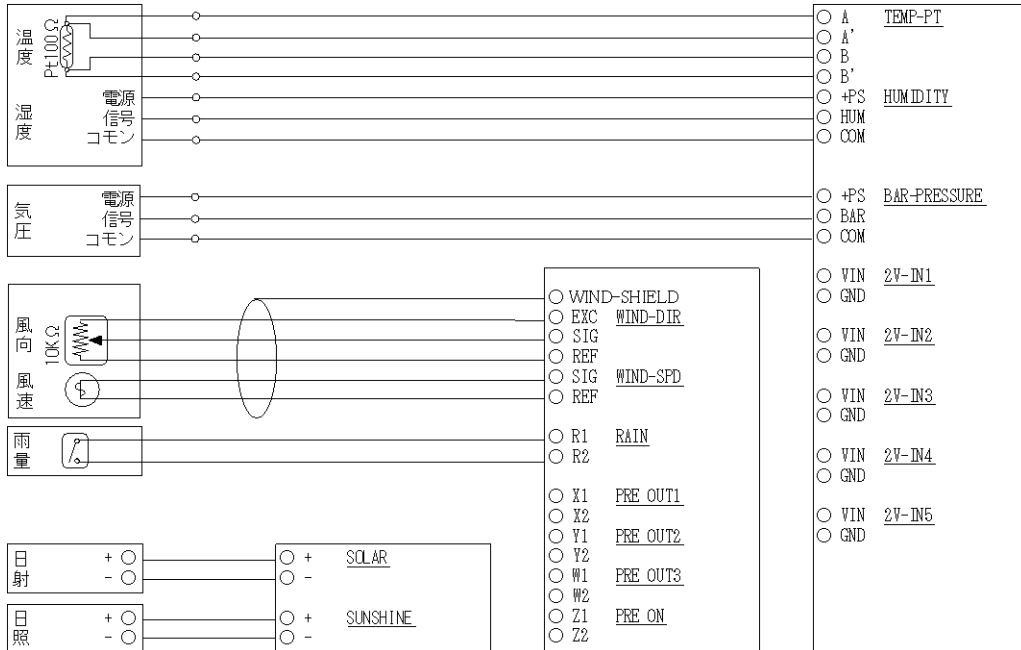 温度
Pt100Ω
湿度
電源
信号
コモン
A TEMP-PT
A'
B
B'
+PS HUMIDITY
HUM
COM
気圧
電源
信号
コモン
+PS BAR-PRESSURE
BAR
COM
VIN 2V-IN1
GND
VIN 2V-IN2
GND
VIN 2V-IN3
GND
VIN 2V-IN4
GND
VIN 2V-IN5
GND
風向
10KΩ
風速
WIND-SHIELD
EXC WIND-DIR
SIG
REF
SIG WIND-SPD
REF
雨量
R1 RAIN
R2
X1 PRE OUT1
X2
Y1 PRE OUT2
Y2
W1 PRE OUT3
W2
Z1 PRE ON
Z2
日射
+
-
+ SOLAR
-
日照
+
-
+ SUNSHINE
-